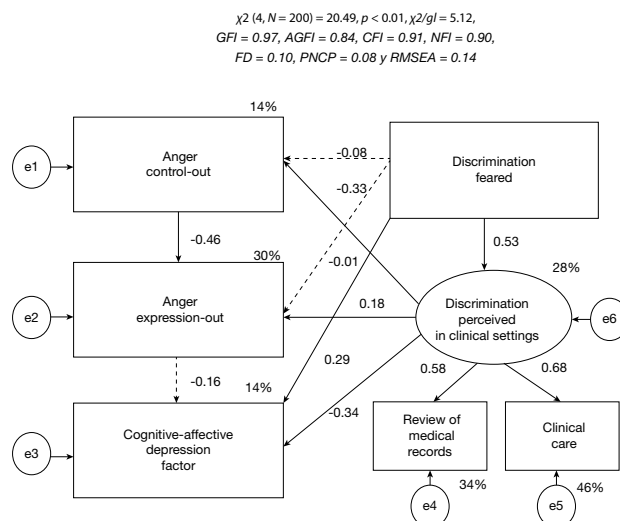 χ2 (4, N = 200) = 20.49, p < 0.01, χ2/gl = 5.12,
GFI = 0.97, AGFI = 0.84, CFI = 0.91, NFI = 0.90,
FD = 0.10, PNCP = 0.08 y RMSEA = 0.14
14%
e1
Anger
control-out
-0.08
Discrimination
feared
-0.33
-0.46
0.53
30%
-0.01
28%
e2
Anger
expression-out
0.18
Discrimination
perceived
in clinical settings
e6
-0.16
0.29
0.58
0.68
14%
-0.34
e3
Cognitive-affective
depression
factor
Review of
medical
records
Clinical
care
34%
46%
e4
e5